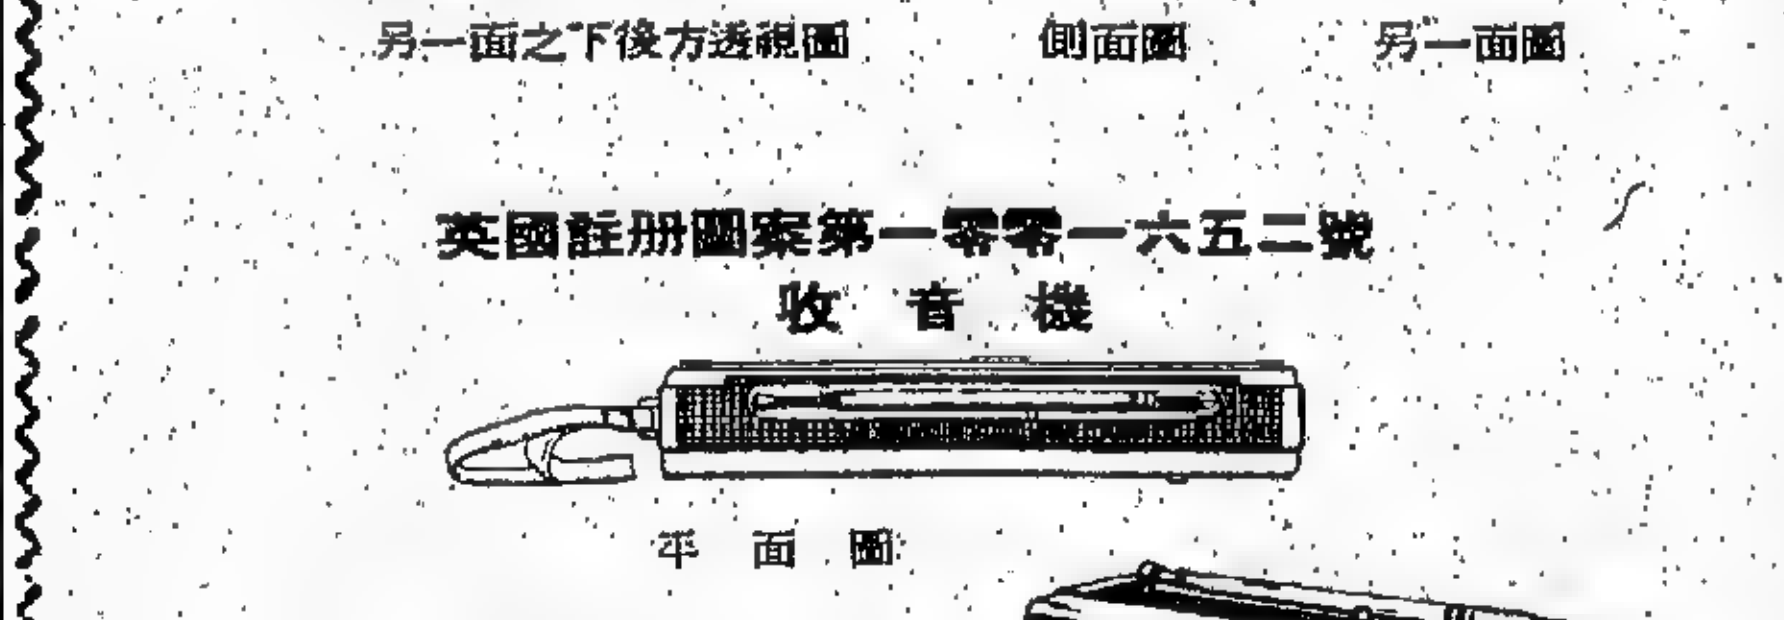 另一面之下後方透視圖　側面圖　另一面圖
英國註册圖案第一零零一六五二號
收音機
平面圖